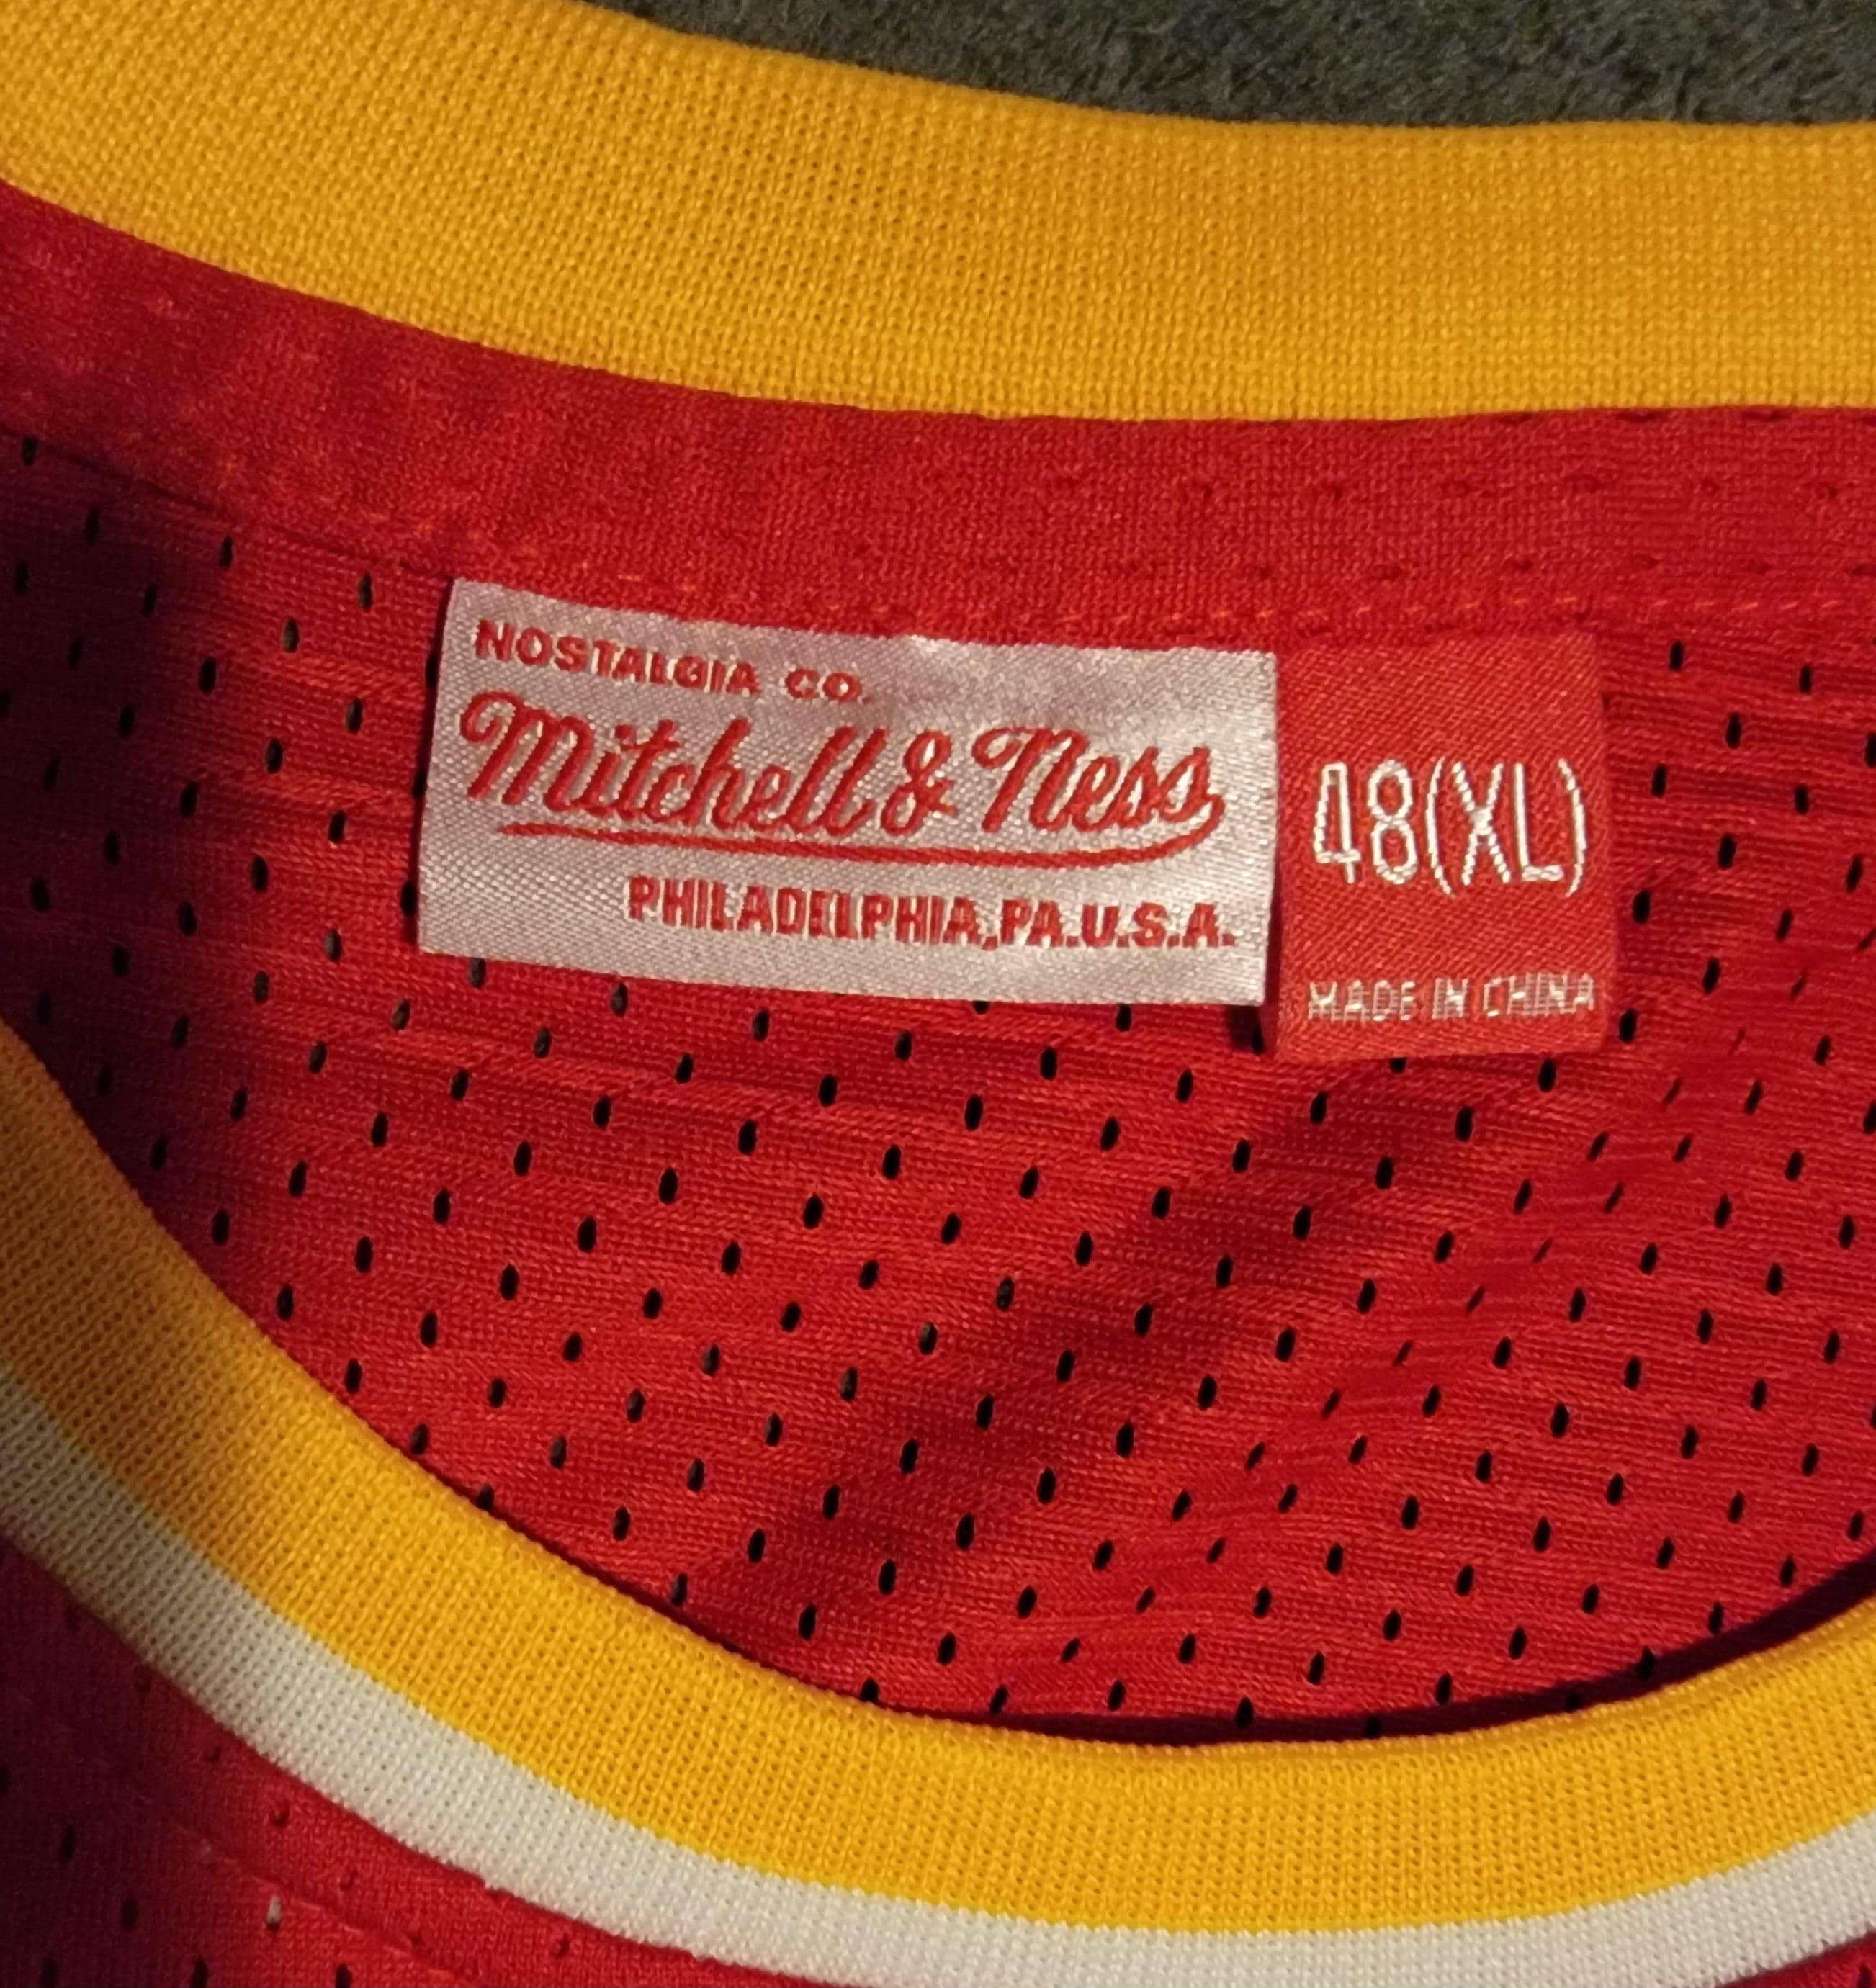 NOSTALGIA CO.
Mitchell & Ness
PHILADELPHIA, PA. U.S.A.
48(XL)
MADE IN CHINA